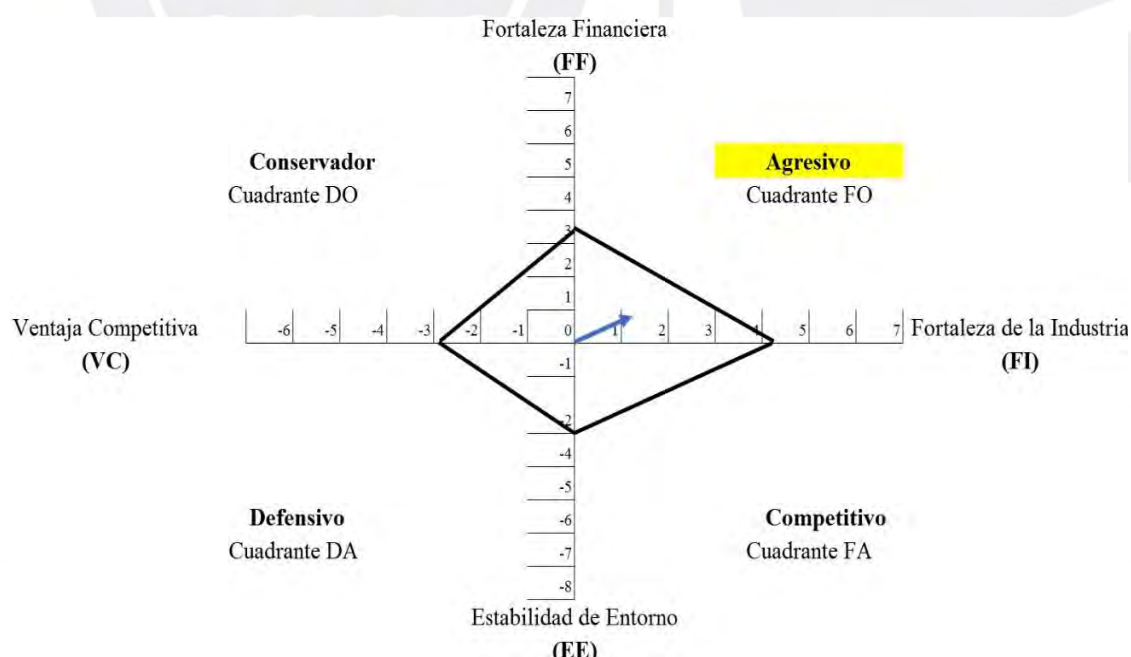 Fortaleza Financiera
(FF)
7
6
Conservador
5
Agresivo
Cuadrante DO
4
Cuadrante FO
3
2
1
Ventaja Competitiva
-6 -5 -4 -3 -2 -1 0 1 2 3 4 5 6 7
Fortaleza de la Industria
(VC)
-1
(FI)
-2
-4
-5
Defensivo
-6
Competitivo
Cuadrante DA
-7
Cuadrante FA
-8
Estabilidad de Entorno
(EE)